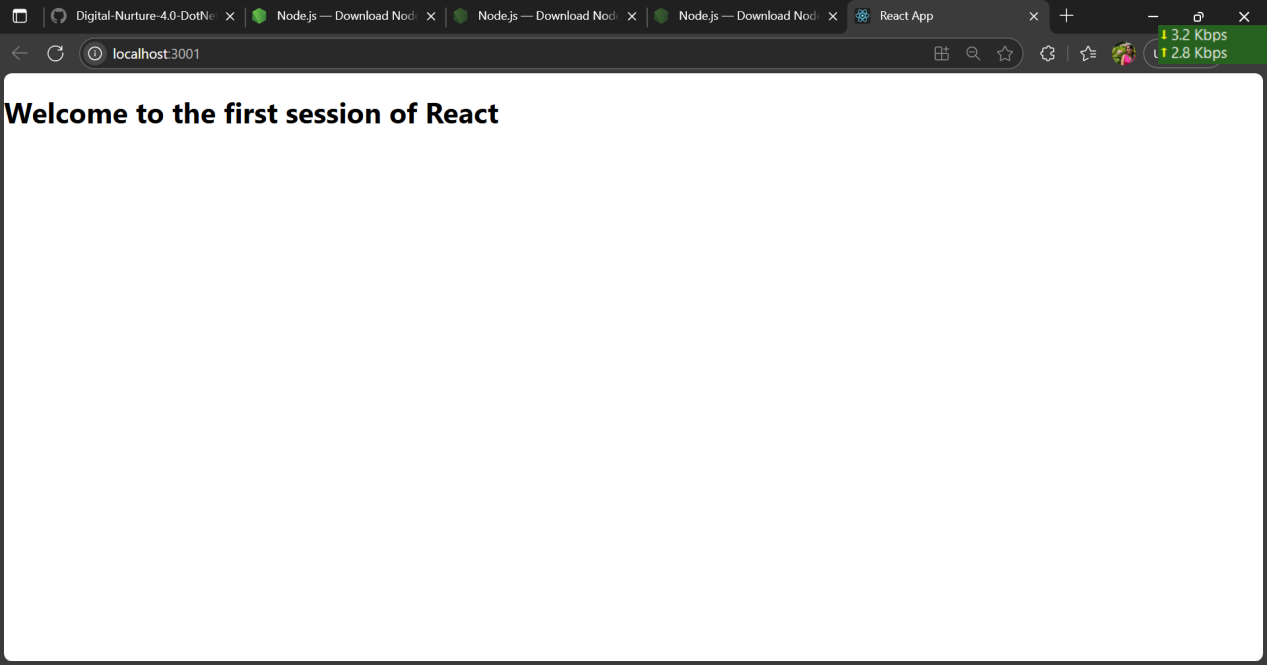 Digital-Nurture-4.0-DotNe
Node.js — Download Nod
Node.js — Download Nod
Node.js — Download Nod
React App
localhost:3001
3.2 Kbps
2.8 Kbps
Welcome to the first session of React